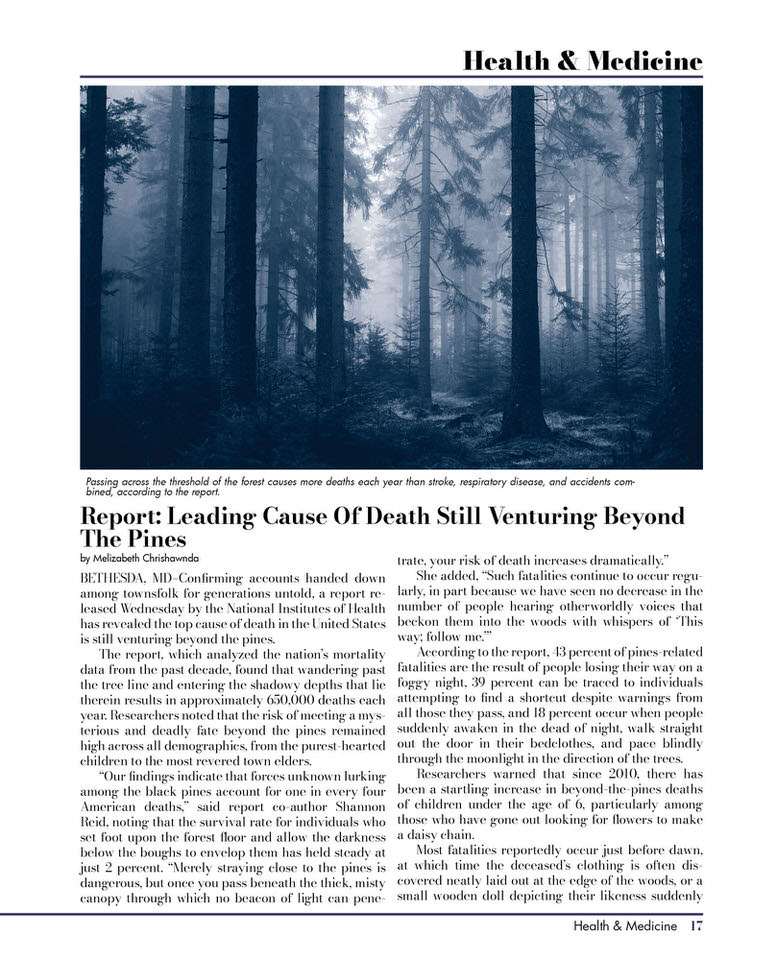 Health & Medicine
Passing across the threshold of the forest causes more deaths each year than stroke, respiratory disease, and accidents com-
bined, according to the report.
Report: Leading Cause Of Death Still Venturing Beyond
The Pines
by Melizabeth Chrishawnda
BETHESDA, MD–Confirming accounts handed down
among townsfolk for generations untold, a report re-
leased Wednesday by the National Institutes of Health
has revealed the top cause of death in the United States
is still venturing beyond the pines.
The report, which analyzed the nation's mortality
data from the past decade, found that wandering past
the tree line and entering the shadowy depths that lie
therein results in approximately 650,000 deaths each
year. Researchers noted that the risk of meeting a mys-
terious and deadly fate beyond the pines remained
high across all demographics, from the purest-hearted
children to the most revered town elders.
"Our findings indicate that forces unknown lurking
among the black pines account for one in every four
American deaths," said report co-author Shannon
Reid, noting that the survival rate for individuals who
set foot upon the forest floor and allow the darkness
below the boughs to envelop them has held steady at
just 2 percent. "Merely straying close to the pines is
dangerous, but once you pass beneath the thick, misty
canopy through which no beacon of light can pene-
trate, your risk of death increases dramatically."
She added, "Such fatalities continue to occur regu-
larly, in part because we have seen no decrease in the
number of people hearing otherworldly voices that
beckon them into the woods with whispers of 'This
way; follow me.'"
According to the report, 43 percent of pines-related
fatalities are the result of people losing their way on a
foggy night, 39 percent can be traced to individuals
attempting to find a shortcut despite warnings from
all those they pass, and 18 percent occur when people
suddenly awaken in the dead of night, walk straight
out the door in their bedclothes, and pace blindly
through the moonlight in the direction of the trees.
Researchers warned that since 2010, there has
been a startling increase in beyond-the-pines deaths
of children under the age of 6, particularly among
those who have gone out looking for flowers to make
a daisy chain.
Most fatalities reportedly occur just before dawn,
at which time the deceased's clothing is often dis-
covered neatly laid out at the edge of the woods, or a
small wooden doll depicting their likeness suddenly
Health & Medicine 17